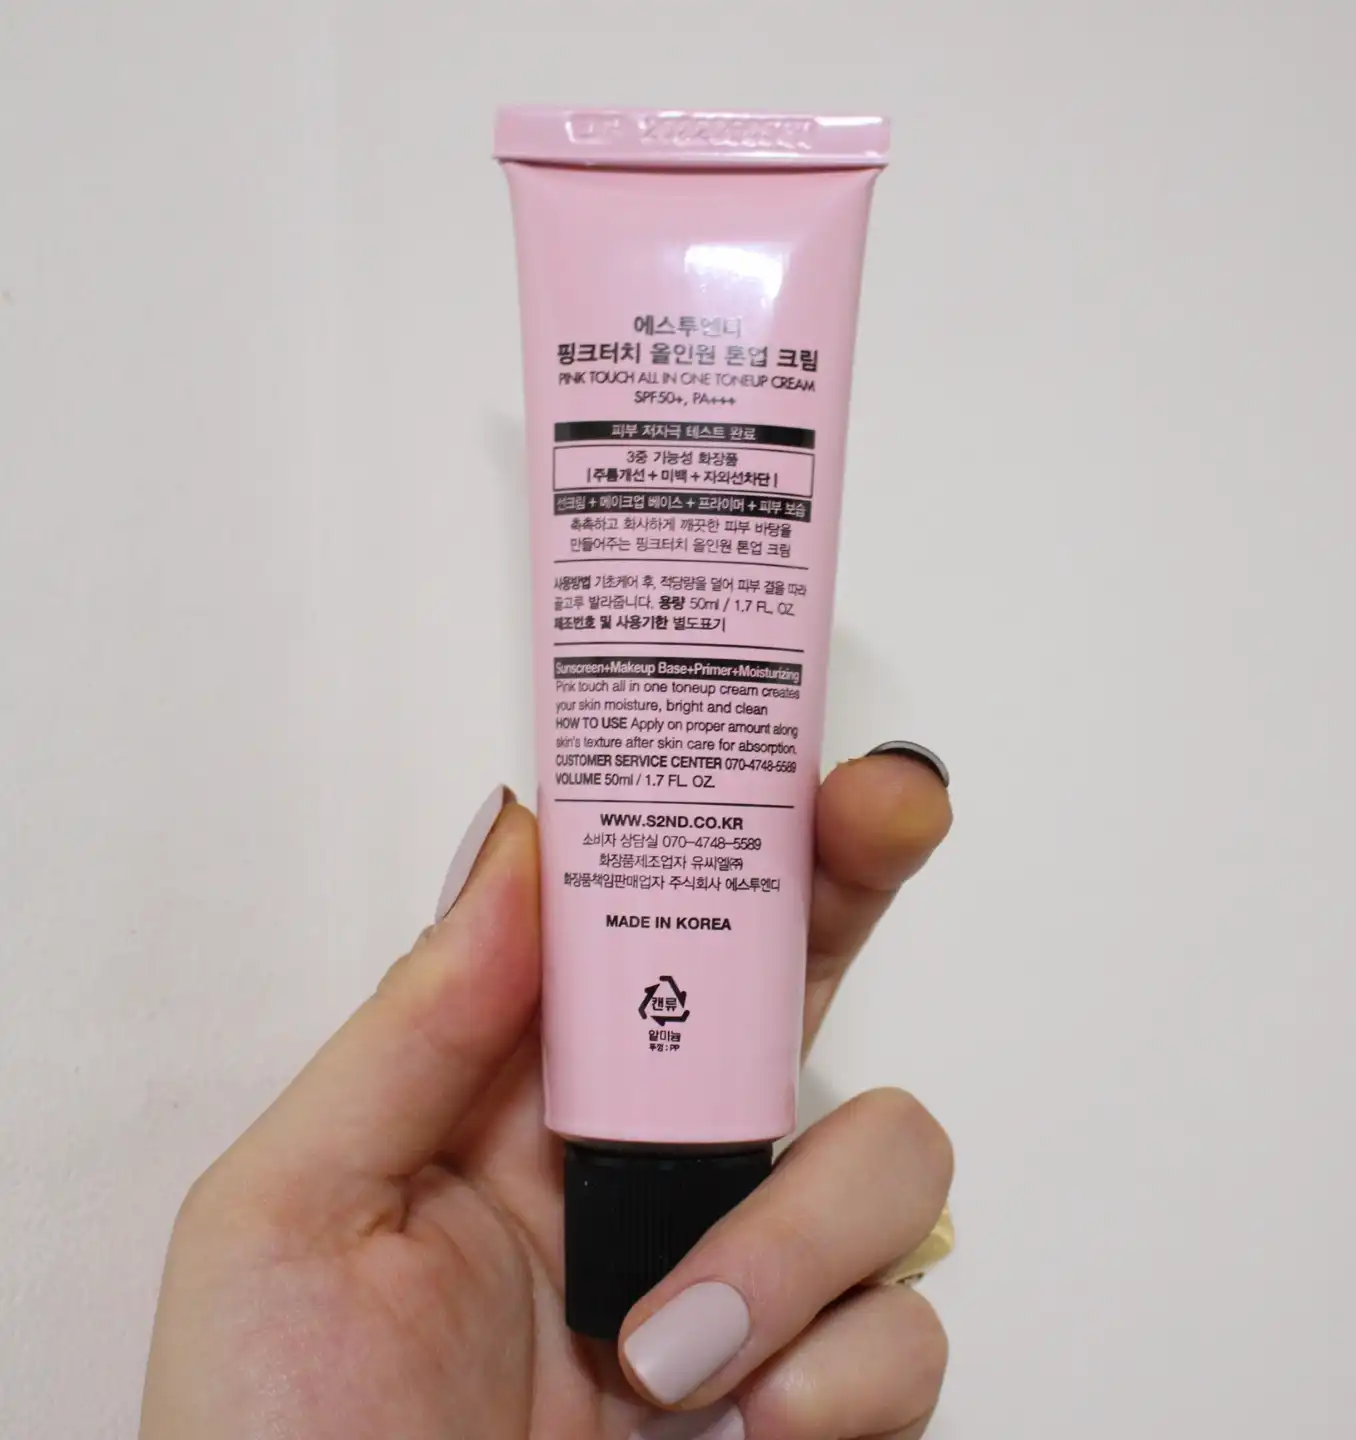 에스투엔디
핑크터치 올인원 톤업 크림
PINK TOUCH ALL IN ONE TONEUP CREAM
SPF50+, PA+++
피부 저자극 테스트 완료
3중 기능성 화장품
|주름개선 + 미백 + 자외선차단|
선크림 + 메이크업 베이스 + 프라이머 + 피부 보습
촉촉하고 화사하게 깨끗한 피부 바탕을
만들어주는 핑크터치 올인원 톤업 크림
사용방법 기초케어 후, 적당량을 덜어 피부 결을 따라
골고루 발라줍니다. 용량 50ml / 1.7 FL. OZ.
제조번호 및 사용기한 별도표기
Sunscreen+Makeup Base+Primer+Moisturizing
Pink touch all in one toneup cream creates
your skin moisture, bright and clean
HOW TO USE Apply on proper amount along
skin's texture after skin care for absorption.
CUSTOMER SERVICE CENTER 070-4748-5589
VOLUME 50ml / 1.7 FL. OZ.
WWW.S2ND.CO.KR
소비자 상담실 070-4748-5589
화장품제조업자 유씨엘㈜
화장품책임판매업자 주식회사 에스투엔디
MADE IN KOREA
캔류
알미늄
뚜껑 : PP